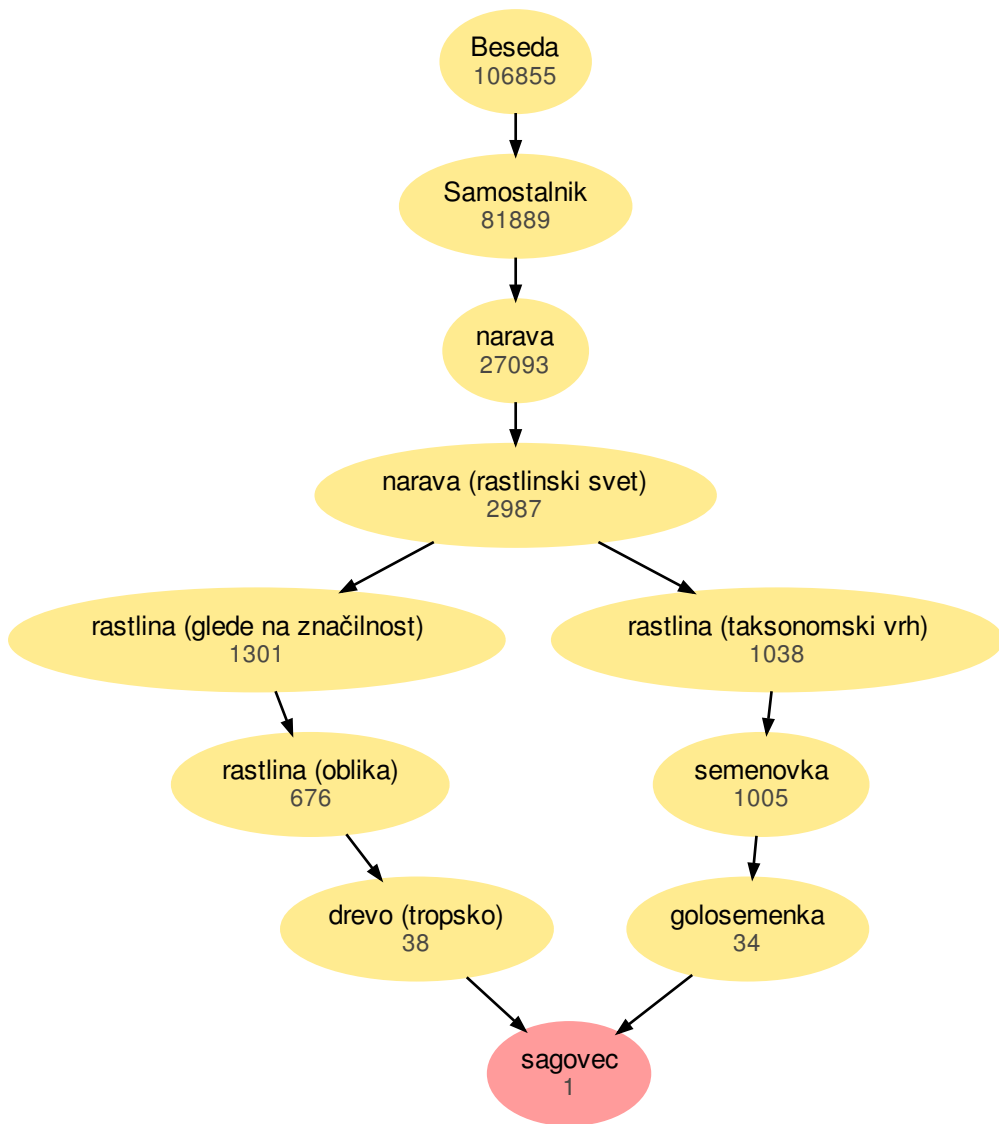 Beseda
106855
Samostalnik
81889
narava
27093
narava (rastlinski svet)
2987
rastlina (glede na značilnost)
1301
rastlina (taksonomski vrh)
1038
rastlina (oblika)
676
semenovka
1005
drevo (tropsko)
38
golosemenka
34
sagovec
1